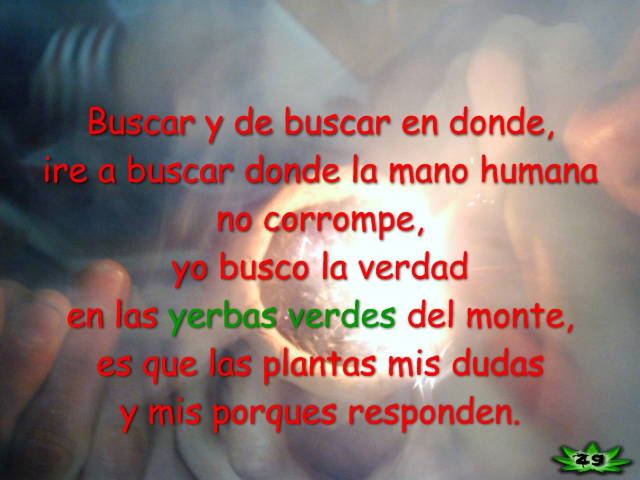 Buscar y de buscar en donde,
ire a buscar donde la mano humana
no corrompe,
yo busco la verdad
en las yerbas verdes del monte,
es que las plantas mis dudas
y mis porques responden.
zg